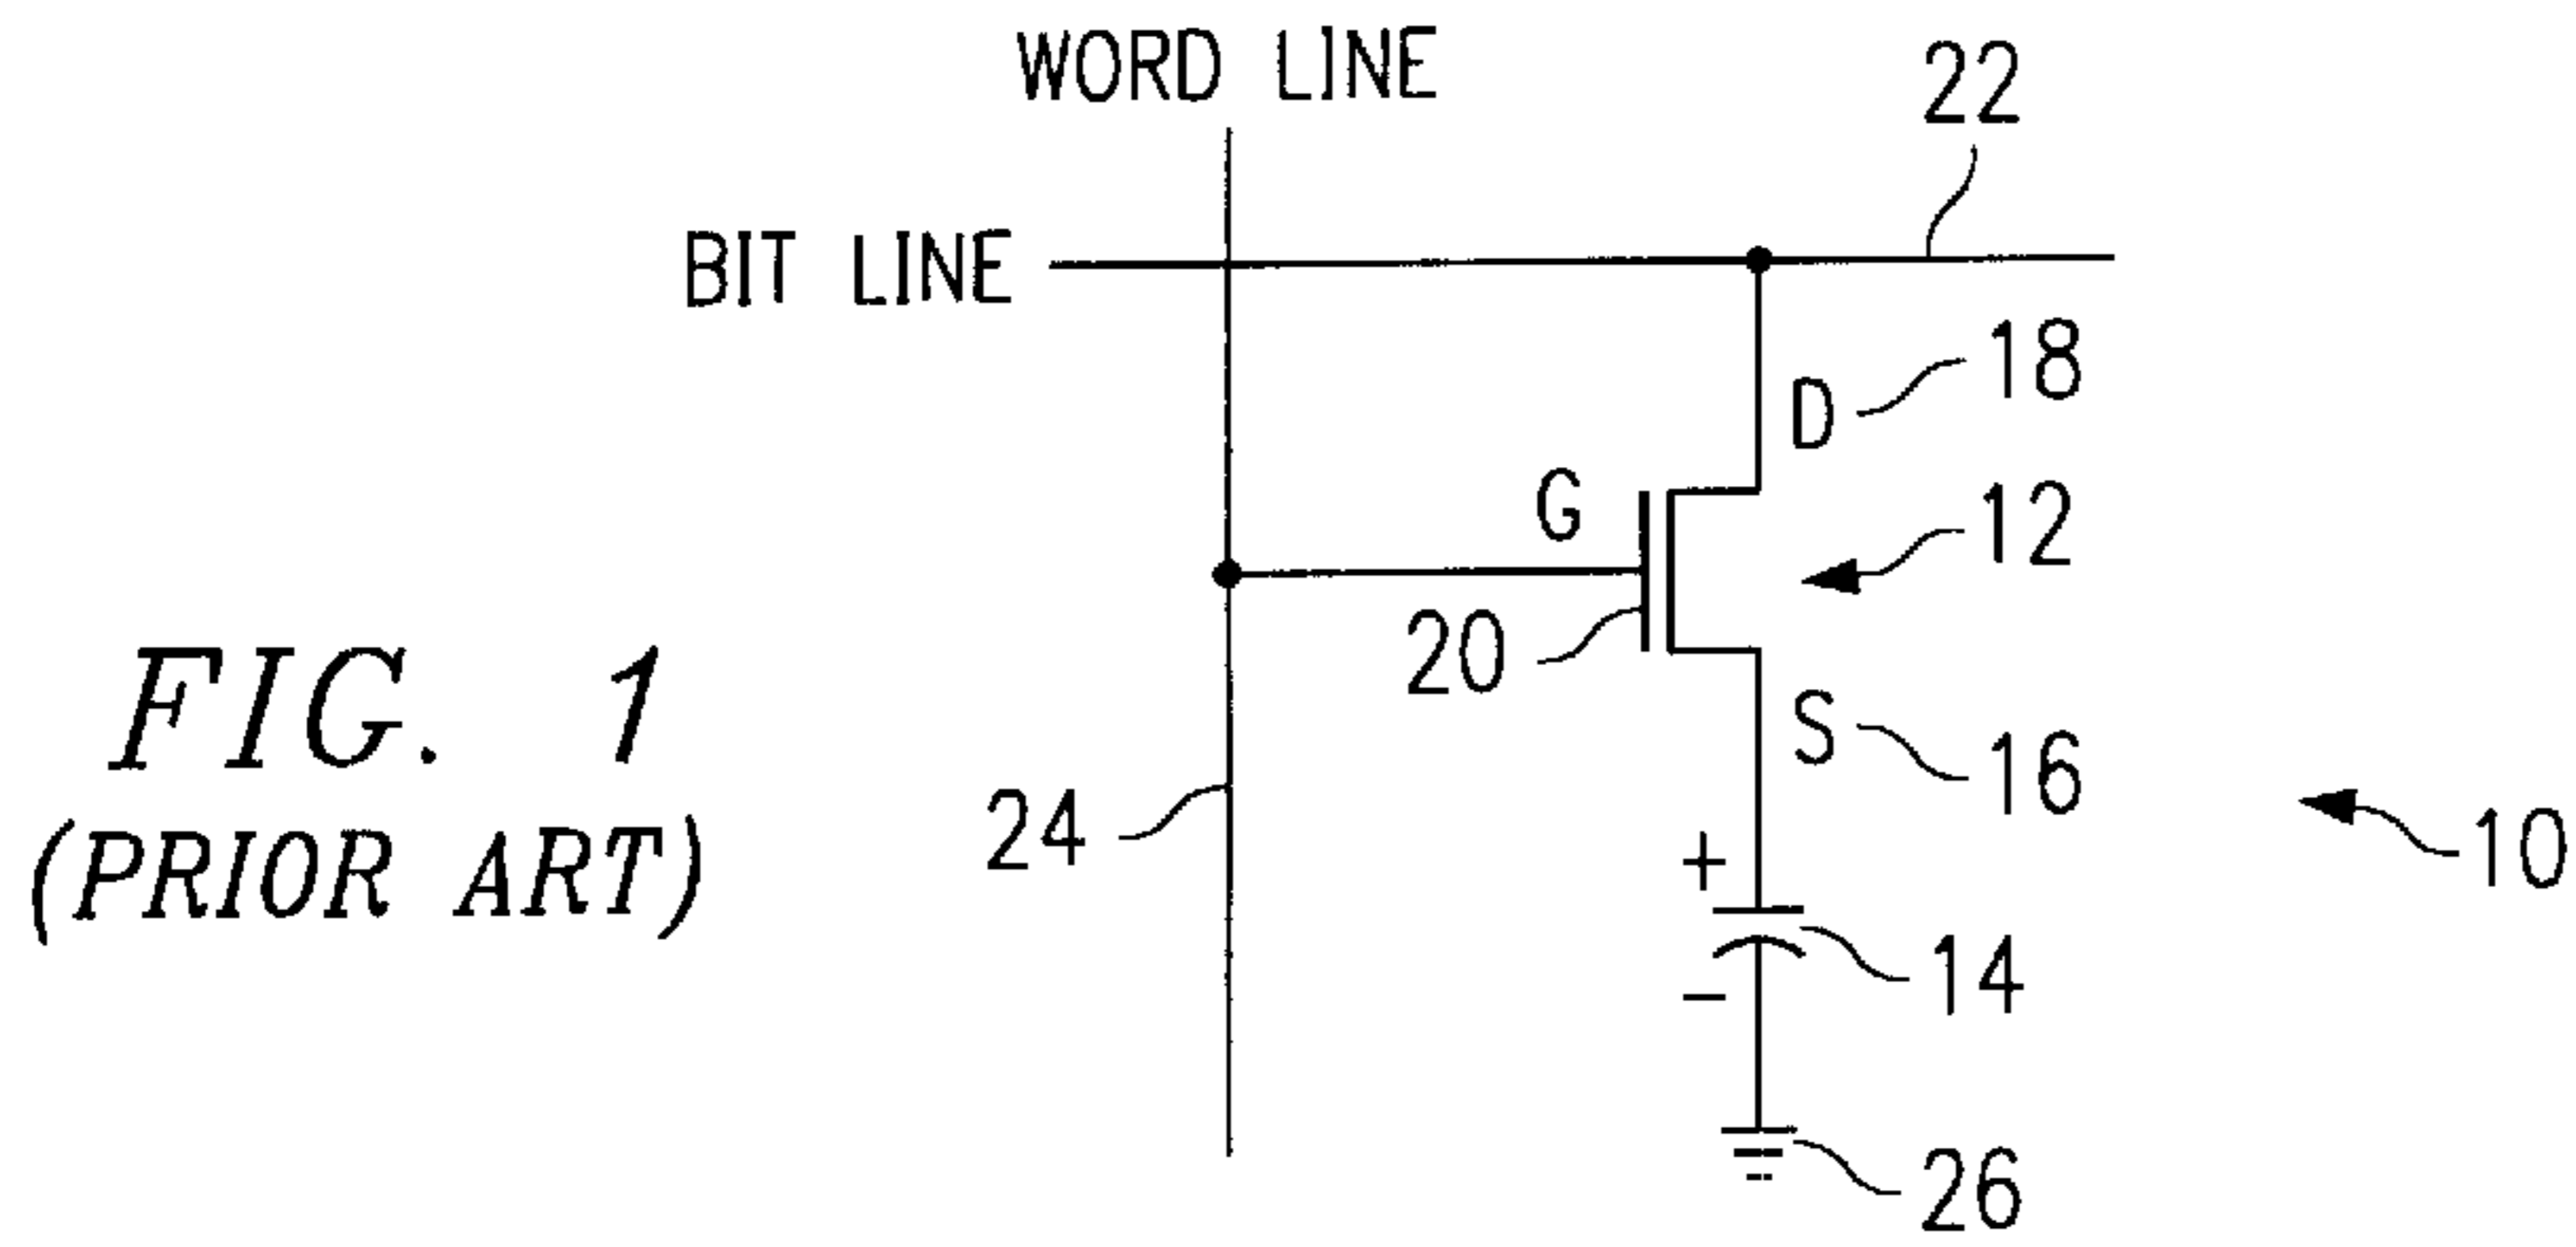 WORD LINE
22
BIT LINE
18
D
G
12
20
FIG. 1
(PRIOR ART)
S
16
24
+
10
14
−
26